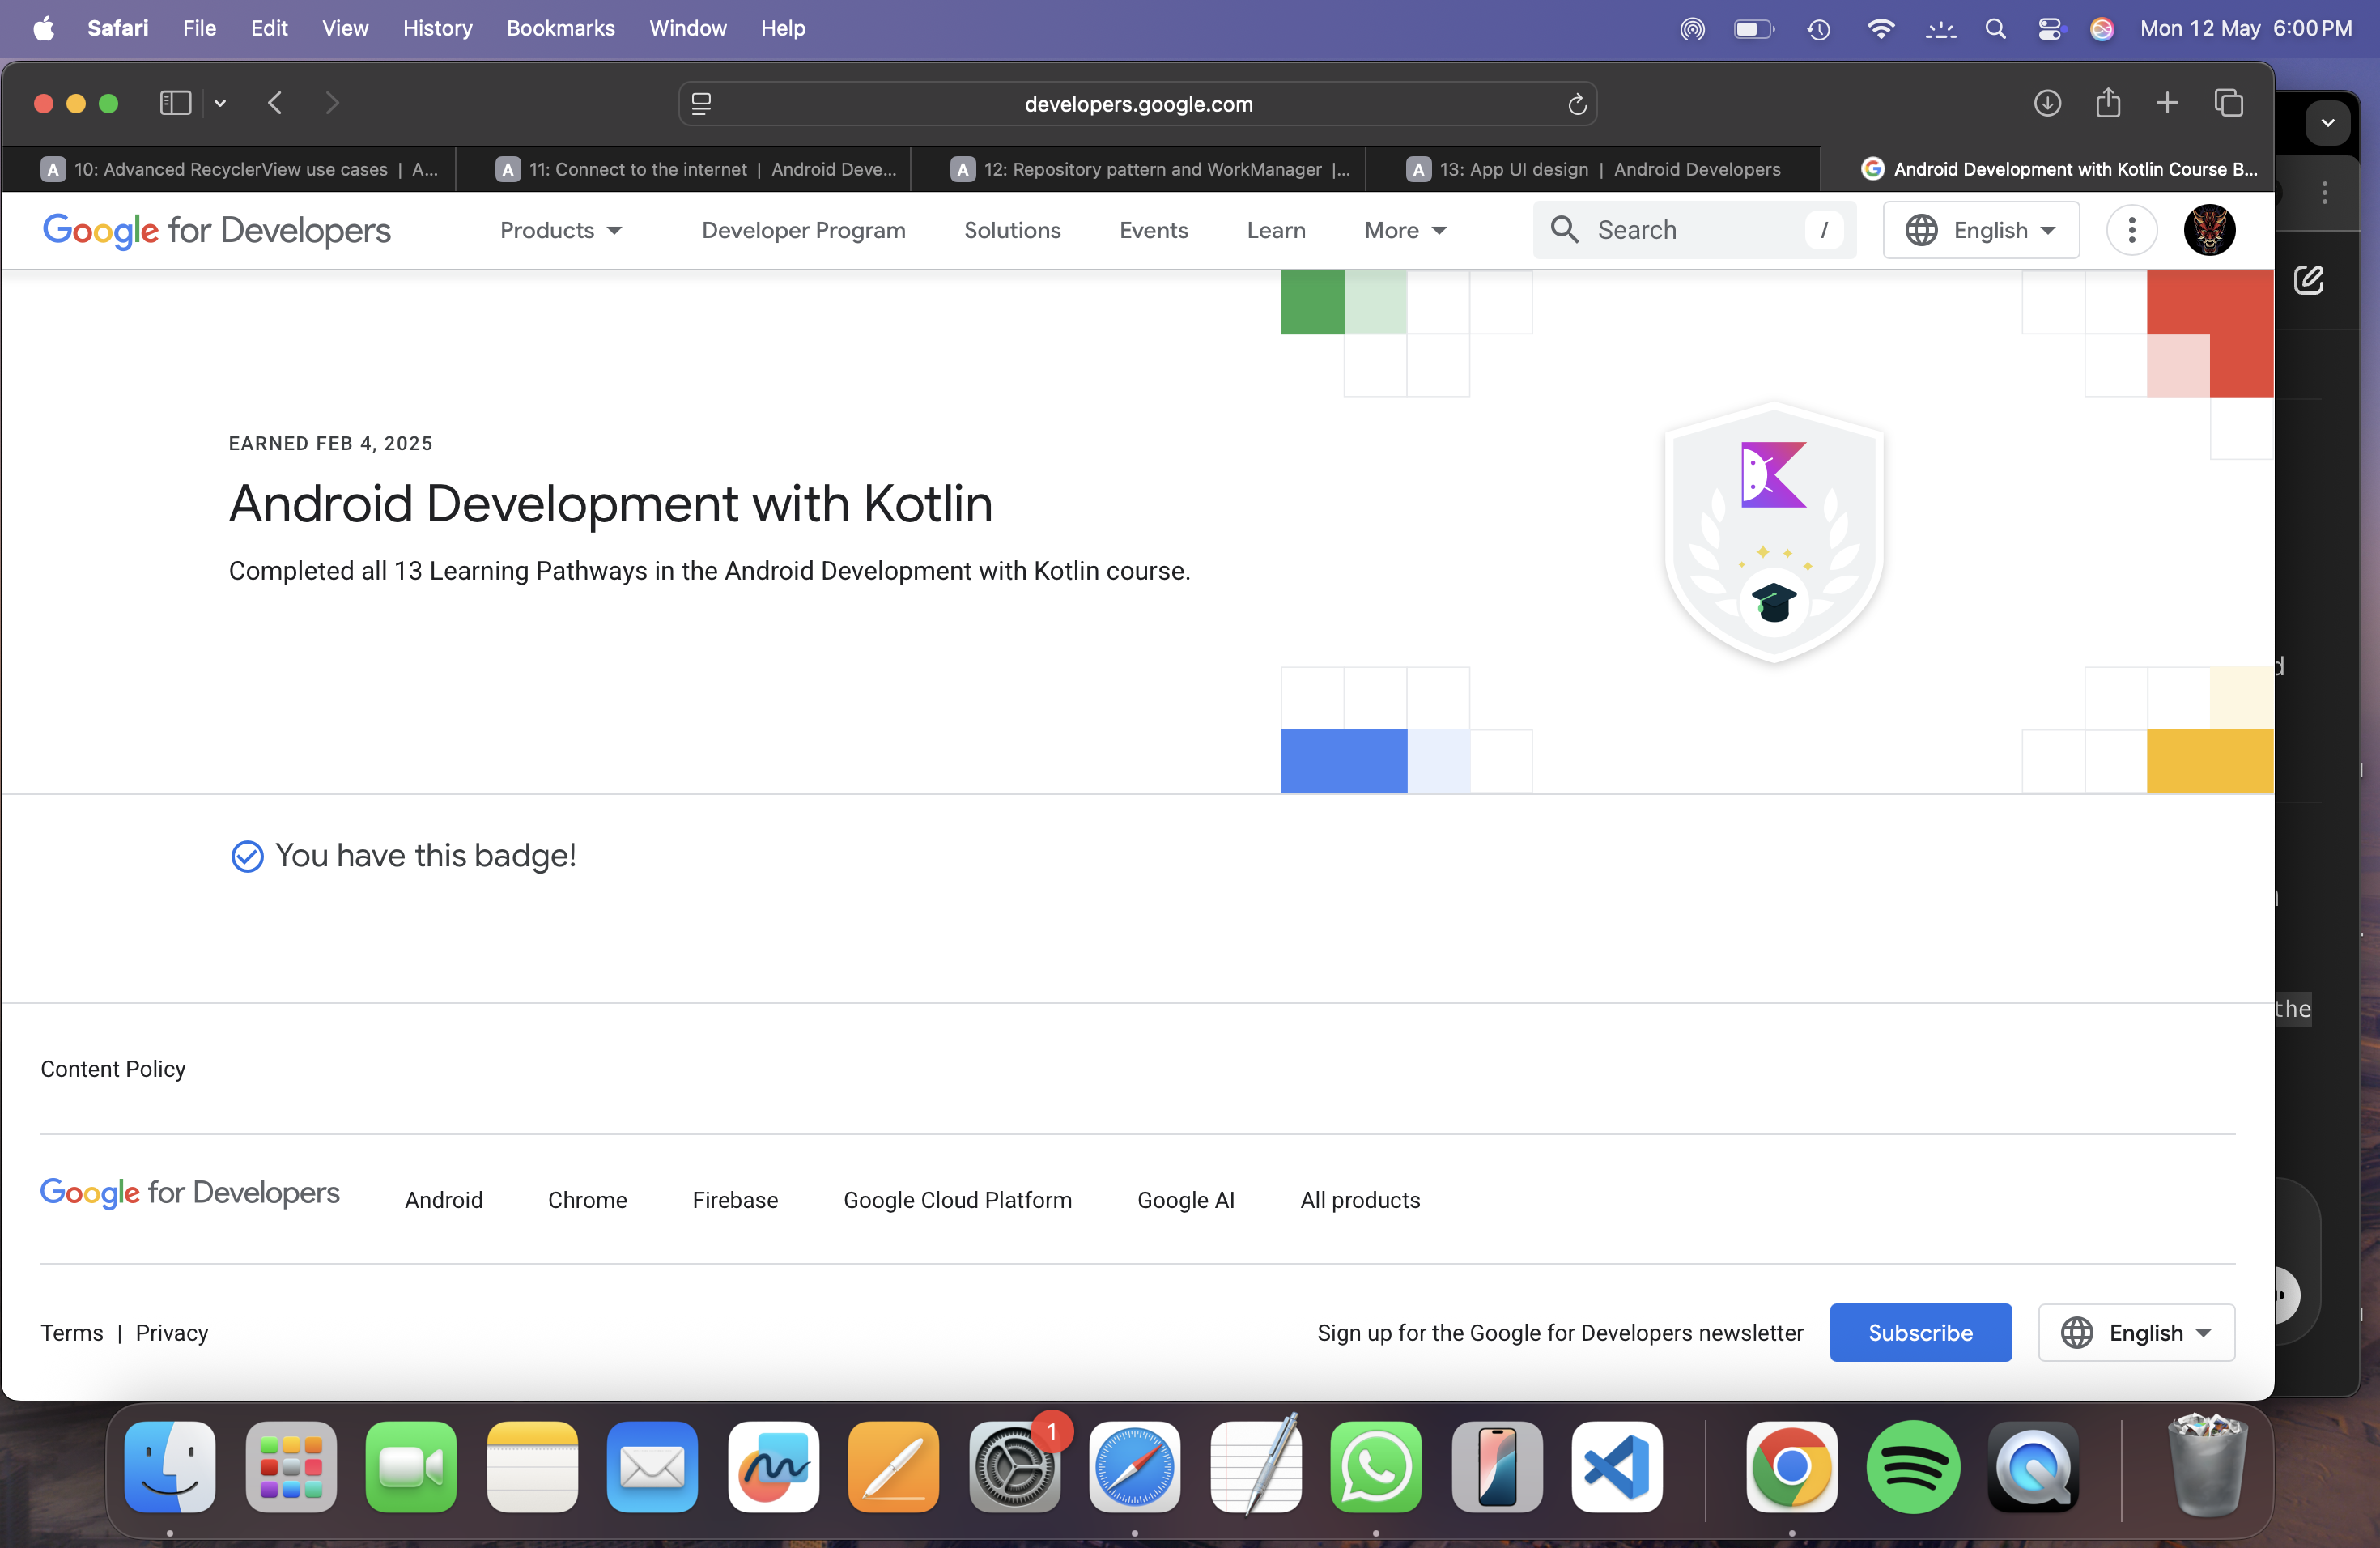 Safari File Edit View History Bookmarks Window Help Mon 12 May 6:00 PM
developers.google.com
A 10: Advanced RecyclerView use cases | A... A 11: Connect to the internet | Android Deve... A 12: Repository pattern and WorkManager |... A 13: App UI design | Android Developers G Android Development with Kotlin Course B...
Google for Developers Products Developer Program Solutions Events Learn More Search / English
EARNED FEB 4, 2025
Android Development with Kotlin
Completed all 13 Learning Pathways in the Android Development with Kotlin course.
You have this badge!
the
Content Policy
Google for Developers Android Chrome Firebase Google Cloud Platform Google AI All products
Terms | Privacy Sign up for the Google for Developers newsletter Subscribe English
1